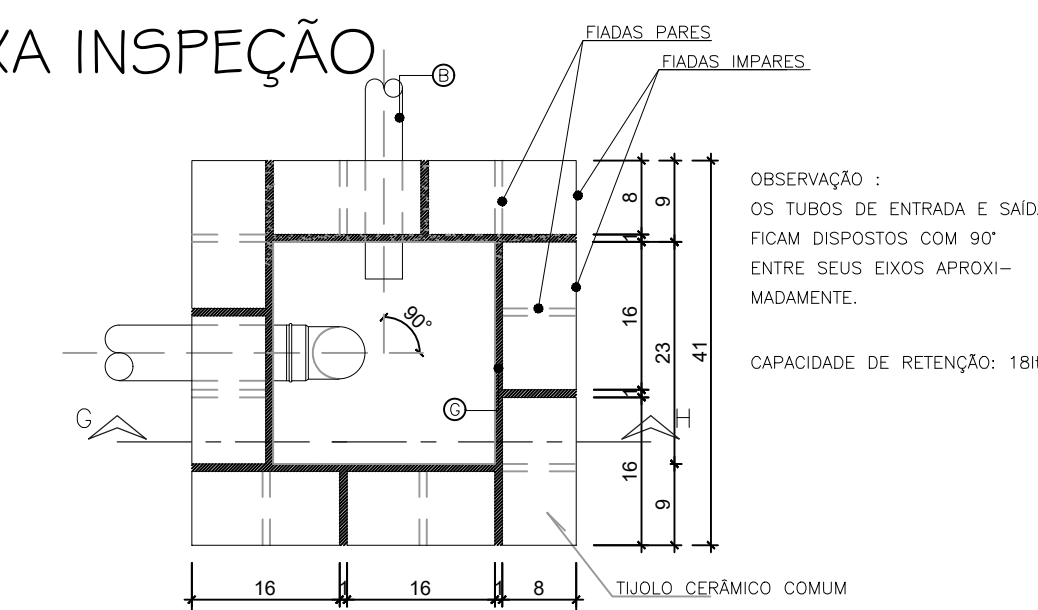 XA INSPEÇÃO
FIADAS PARES
FIADAS IMPARES
B
OBSERVAÇÃO :
OS TUBOS DE ENTRADA E SAÍDA
FICAM DISPOSTOS COM 90°
ENTRE SEUS EIXOS APROXI-
MADAMENTE.
CAPACIDADE DE RETENÇÃO: 18lt
8
9
1
16
23
41
1
16
9
90°
G
G
H
16
1
16
1
8
TIJOLO CERÂMICO COMUM